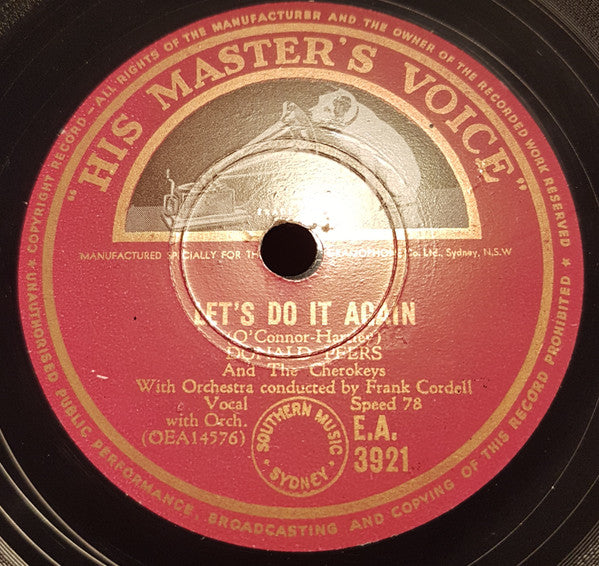 COPYRIGHT RECORD – ALL RIGHTS OF THE MANUFACTURER AND THE OWNER OF THE RECORDED WORK RESERVED
★ UNAUTHORISED PUBLIC PERFORMANCE, BROADCASTING AND COPYING OF THIS RECORD PROHIBITED ★
"HIS MASTER'S VOICE"
MANUFACTURED SPECIALLY FOR Co. Ltd., Sydney, N.S.W
LET'S DO IT AGAIN
DONALD PEERS
And The Cherokeys
With Orchestra conducted by Frank Cordell
Vocal Speed 78
with Orch. E.A.
(OEA14576) 3921
SOUTHERN MUSIC
• SYDNEY •